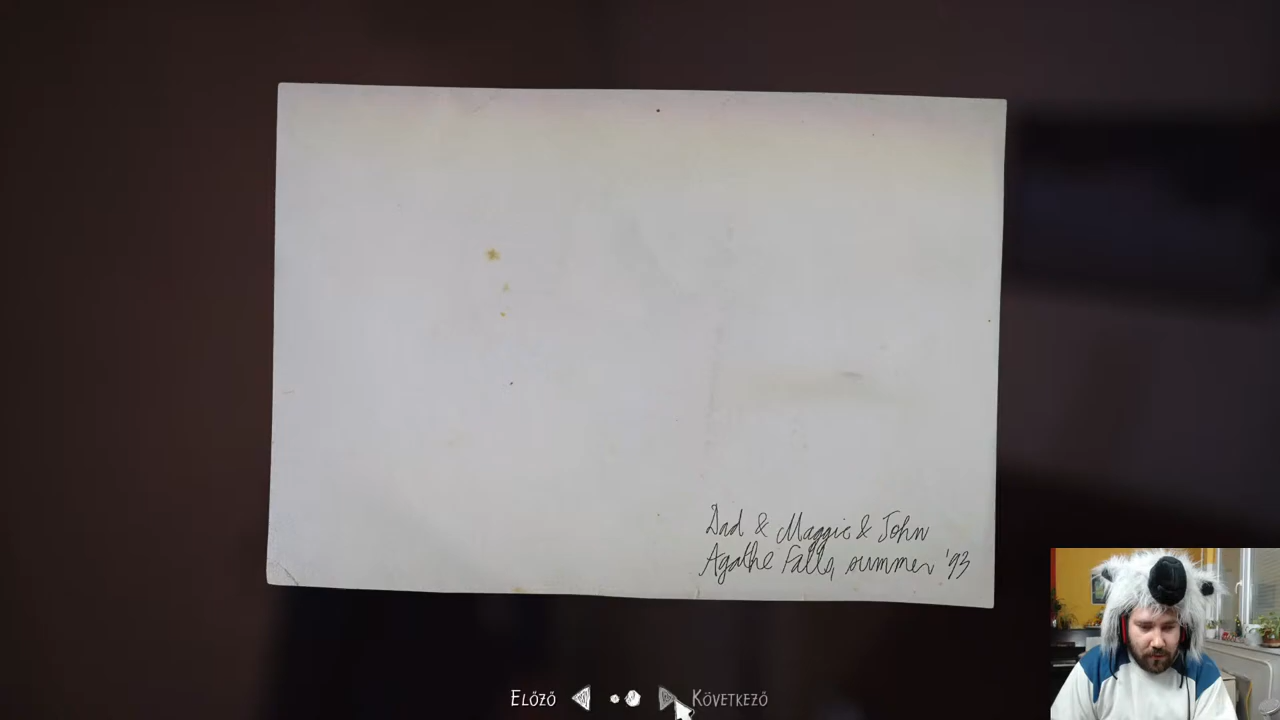 Dad & Maggie & John
Agathe Falls, summer '93
Előző
Következő